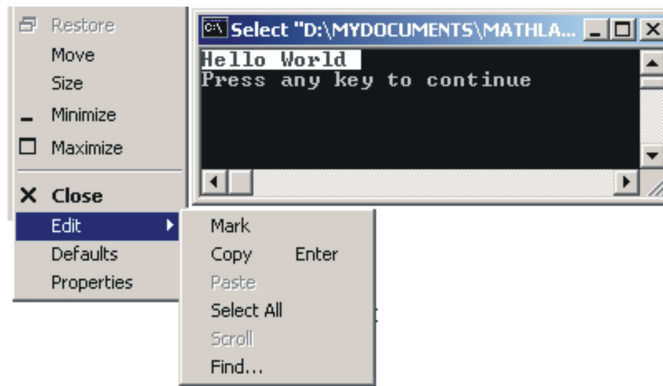 Restore
Move
Size
Minimize
Maximize
Close
Edit
Defaults
Properties
Select "D:\MYDOCUMENTS\MATHLA...
Hello World
Press any key to continue
Mark
Copy Enter
Paste
Select All
Scroll
Find...